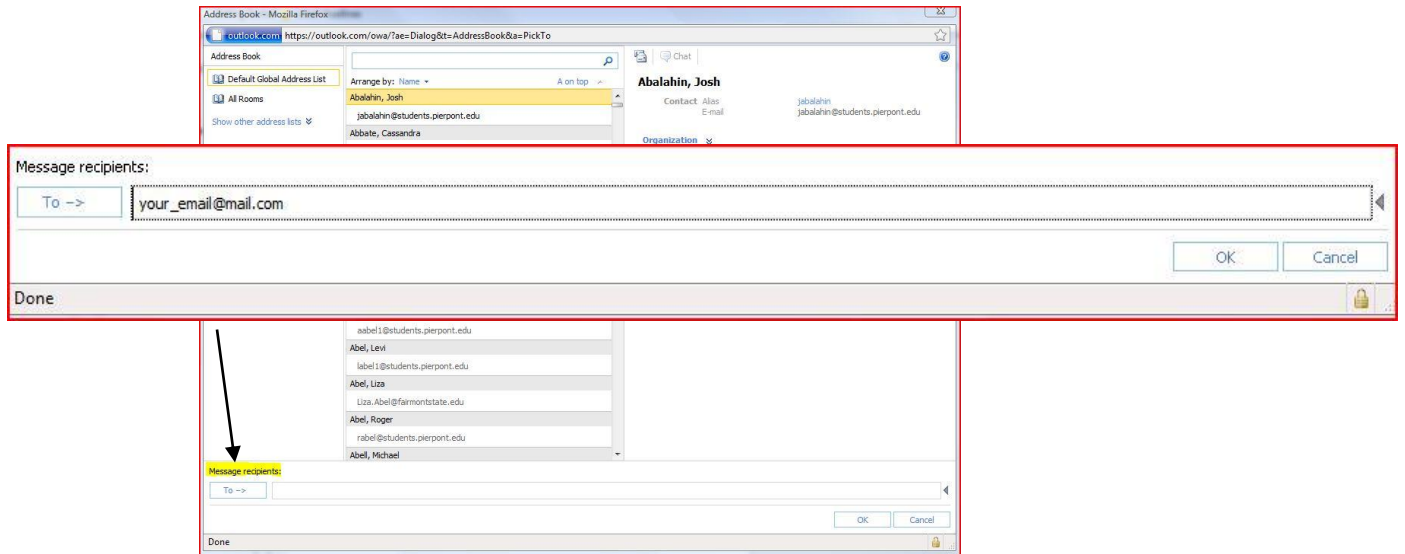 Address Book - Mozilla Firefox
outlook.com https://outlook.com/owa/?ae=Dialog&t=AddressBook&a=PickTo
Address Book
Default Global Address List
All Rooms
Show other address lists
Arrange by: Name
A on top
Abalahin, Josh
jabalahin@students.pierpont.edu
Abbate, Cassandra
Chat
Abalahin, Josh
Contact Alias jabalahin
E-mail jabalahin@students.pierpont.edu
Organization
Message recipients:
To -> your_email@mail.com
OK Cancel
Done
aabel1@students.pierpont.edu
Abel, Levi
label1@students.pierpont.edu
Abel, Liza
Liza.Abel@fairmontstate.edu
Abel, Roger
rabel@students.pierpont.edu
Abell, Michael
Message recipients:
To ->
OK Cancel
Done